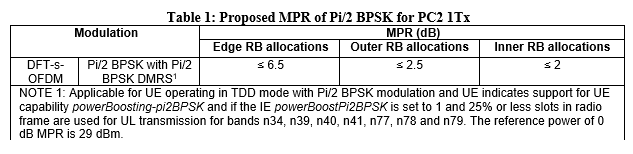 Table 1: Proposed MPR of Pi/2 BPSK for PC2 1Tx
Modulation MPR (dB)
Edge RB allocations Outer RB allocations Inner RB allocations
DFT-s- Pi/2 BPSK with Pi/2 ≤ 6.5 ≤ 2.5 ≤ 2
OFDM BPSK DMRS¹
NOTE 1: Applicable for UE operating in TDD mode with Pi/2 BPSK modulation and UE indicates support for UE
capability powerBoosting-pi2BPSK and if the IE powerBoostPi2BPSK is set to 1 and 25% or less slots in radio
frame are used for UL transmission for bands n34, n39, n40, n41, n77, n78 and n79. The reference power of 0
dB MPR is 29 dBm.